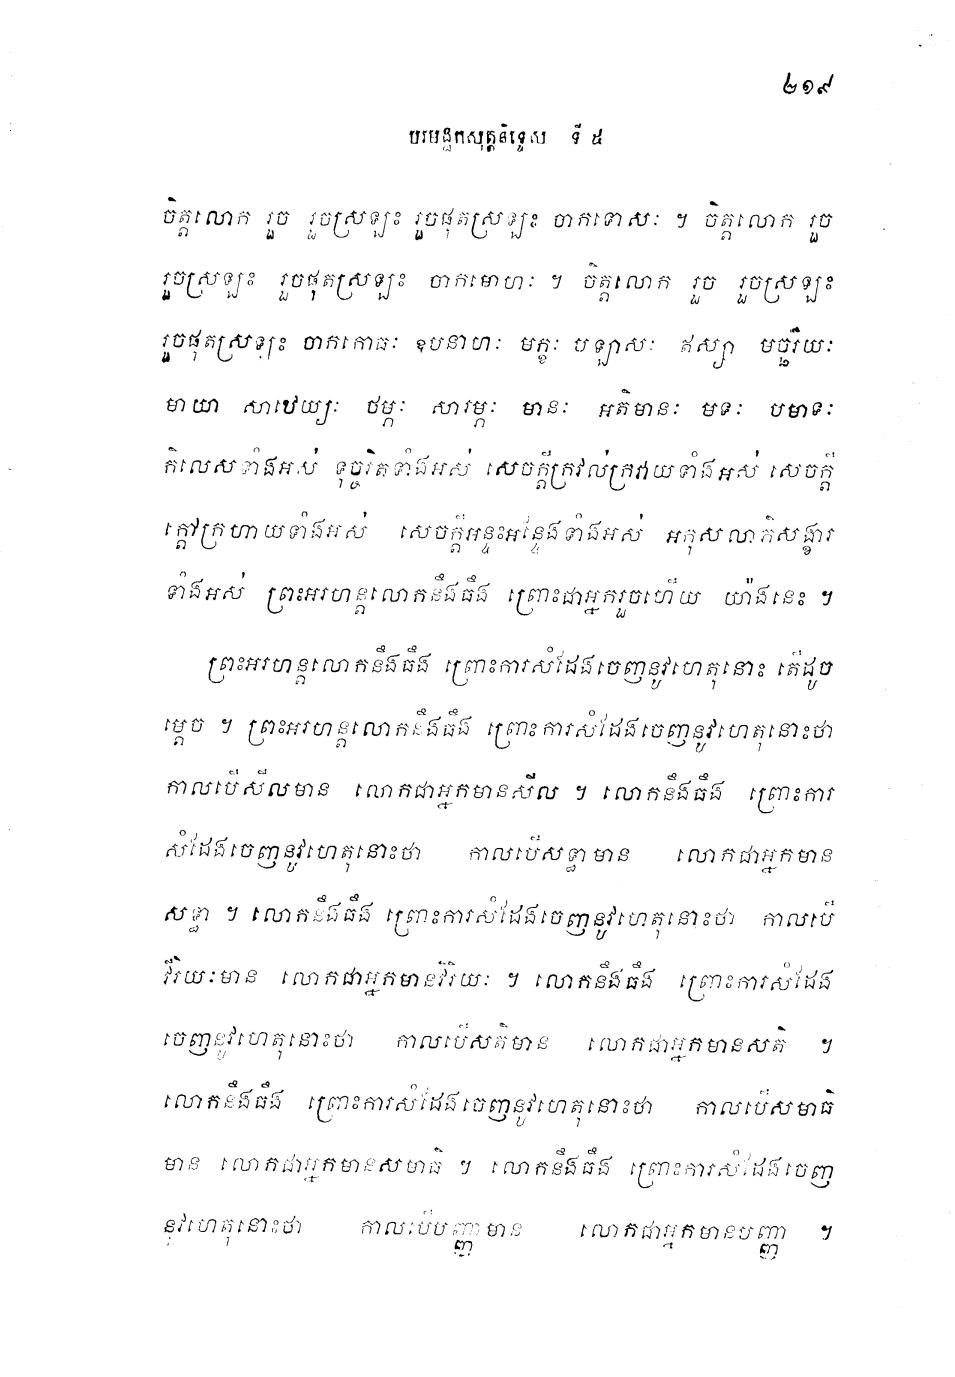 ២១៩
បរមដ្ឋកសុត្តនិទ្ទេស ទី ៥
ចិត្តលោក រួច រួចស្រឡះ រួចផុតស្រឡះ ចាកទោសៈ ។ ចិត្តលោក រួច
រួចស្រឡះ រួចផុតស្រឡះ ចាកមោហៈ ។ ចិត្តលោក រួច រួចស្រឡះ
រួចផុតស្រឡះ ចាកកោធៈ ឧបនាហៈ មក្ខៈ បឡាសៈ ឥស្សា មច្ឆរិយៈ
មាយា សាឋេយ្យៈ ថម្ភៈ សារម្ភៈ មានៈ អតិមានៈ មទៈ បមាទៈ
កិលេសទាំងអស់ ទុច្ចរិតទាំងអស់ សេចក្តីក្រវល់ក្រវាយទាំងអស់ សេចក្តី
ក្តៅក្រហាយទាំងអស់ សេចក្តីអន្ទះអន្ទែងទាំងអស់ អកុសលាភិសង្ខារ
ទាំងអស់ ព្រះអរហន្តលោកនឹងធឹង ព្រោះជាអ្នករួចហើយ យ៉ាងនេះ ។
ព្រះអរហន្តលោកនឹងធឹង ព្រោះការសំដែងចេញនូវហេតុនោះ តើដូច
ម្តេច ។ ព្រះអរហន្តលោកនឹងធឹង ព្រោះការសំដែងចេញនូវហេតុនោះថា
កាលបើសីលមាន លោកជាអ្នកមានសីល ។ លោកនឹងធឹង ព្រោះការ
សំដែងចេញនូវហេតុនោះថា កាលបើសទ្ធាមាន លោកជាអ្នកមាន
សទ្ធា ។ លោកនឹងធឹង ព្រោះការសំដែងចេញនូវហេតុនោះថា កាលបើ
វីរិយៈមាន លោកជាអ្នកមានវីរិយៈ ។ លោកនឹងធឹង ព្រោះការសំដែង
ចេញនូវហេតុនោះថា កាលបើសតិមាន លោកជាអ្នកមានសតិ ។
លោកនឹងធឹង ព្រោះការសំដែងចេញនូវហេតុនោះថា កាលបើសមាធិ
មាន លោកជាអ្នកមានសមាធិ ។ លោកនឹងធឹង ព្រោះការសំដែងចេញ
នូវហេតុនោះថា កាលបើបញ្ញាមាន លោកជាអ្នកមានបញ្ញា ។